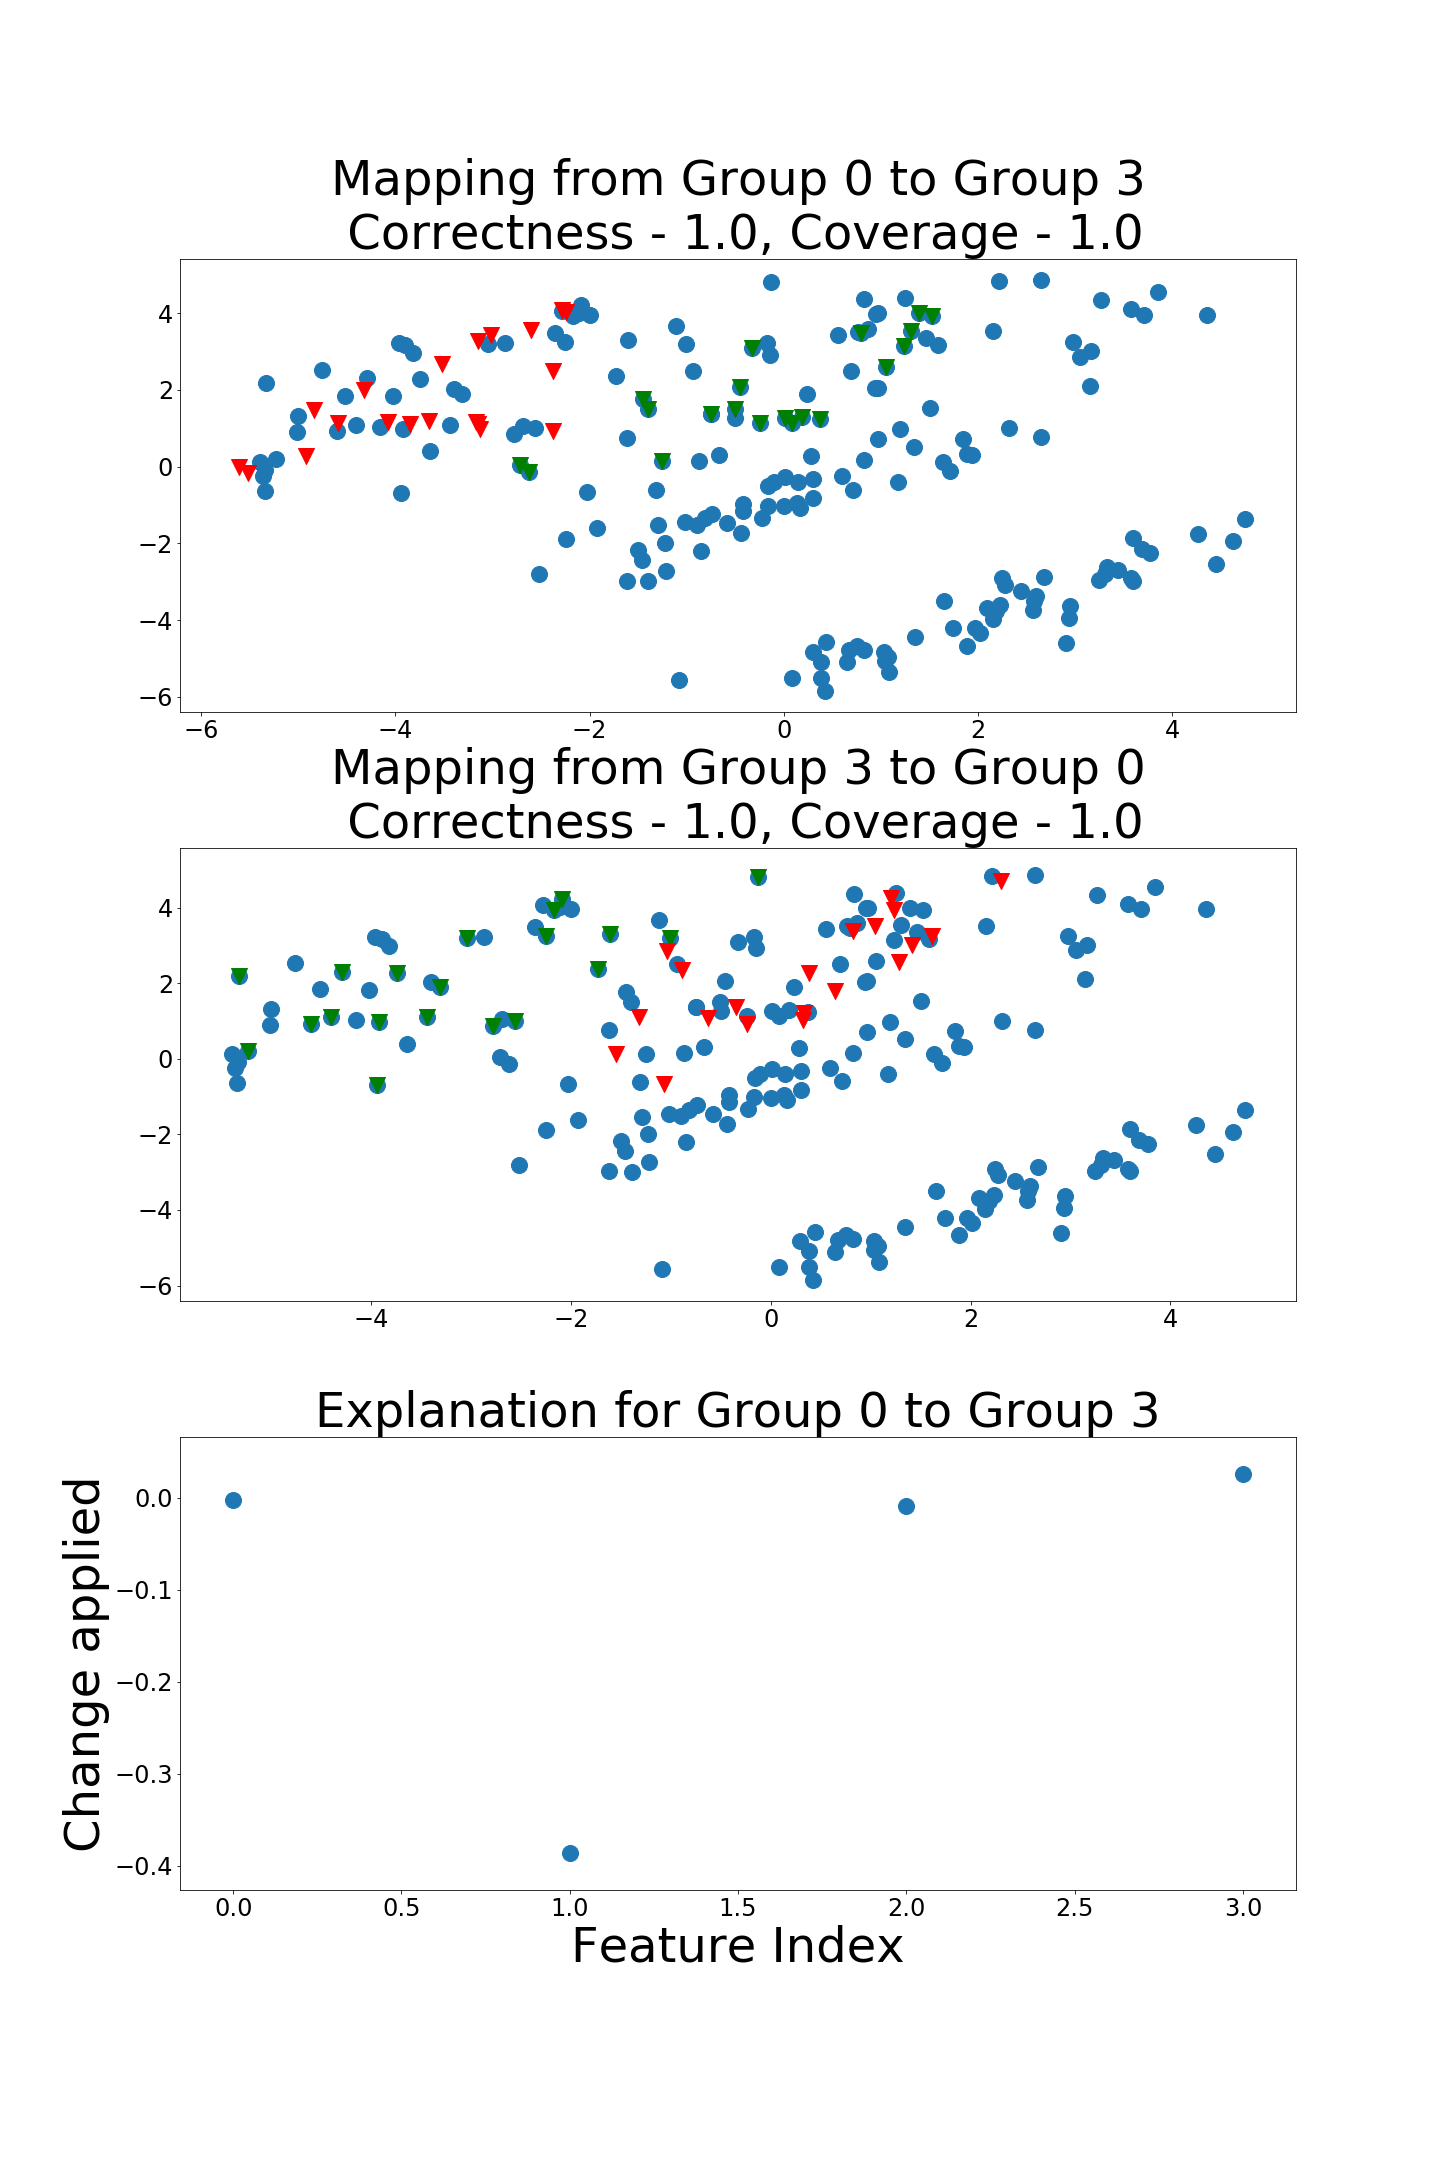 Mapping from Group 0 to Group 3
Correctness - 1.0, Coverage - 1.0
4
2
0
−2
−4
−6
−6 −4 −2 0 2 4
Mapping from Group 3 to Group 0
Correctness - 1.0, Coverage - 1.0
4
2
0
−2
−4
−6
−4 −2 0 2 4
Explanation for Group 0 to Group 3
Change applied
0.0
−0.1
−0.2
−0.3
−0.4
0.0 0.5 1.0 1.5 2.0 2.5 3.0
Feature Index